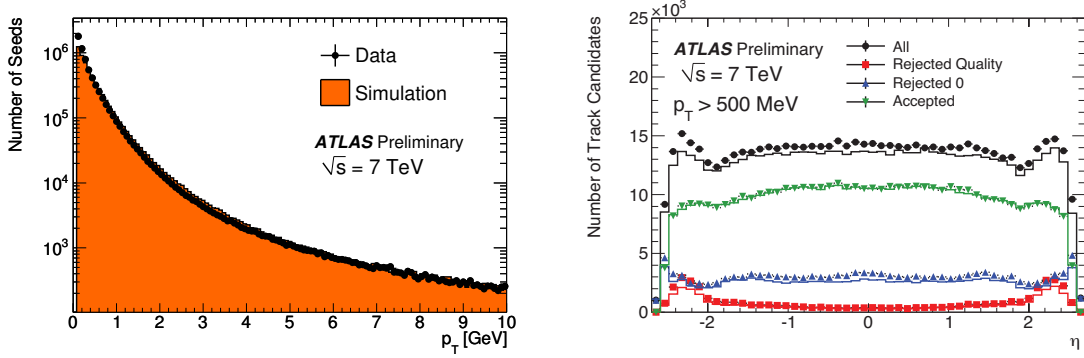 Number of Seeds
10^6
10^5
10^4
10^3
Data
Simulation
ATLAS Preliminary
√s = 7 TeV
0 1 2 3 4 5 6 7 8 9 10
p_T [GeV]
Number of Track Candidates
×10^3
25
20
15
10
5
0
ATLAS Preliminary
√s = 7 TeV
p_T > 500 MeV
All
Rejected Quality
Rejected 0
Accepted
-2 -1 0 1 2
η